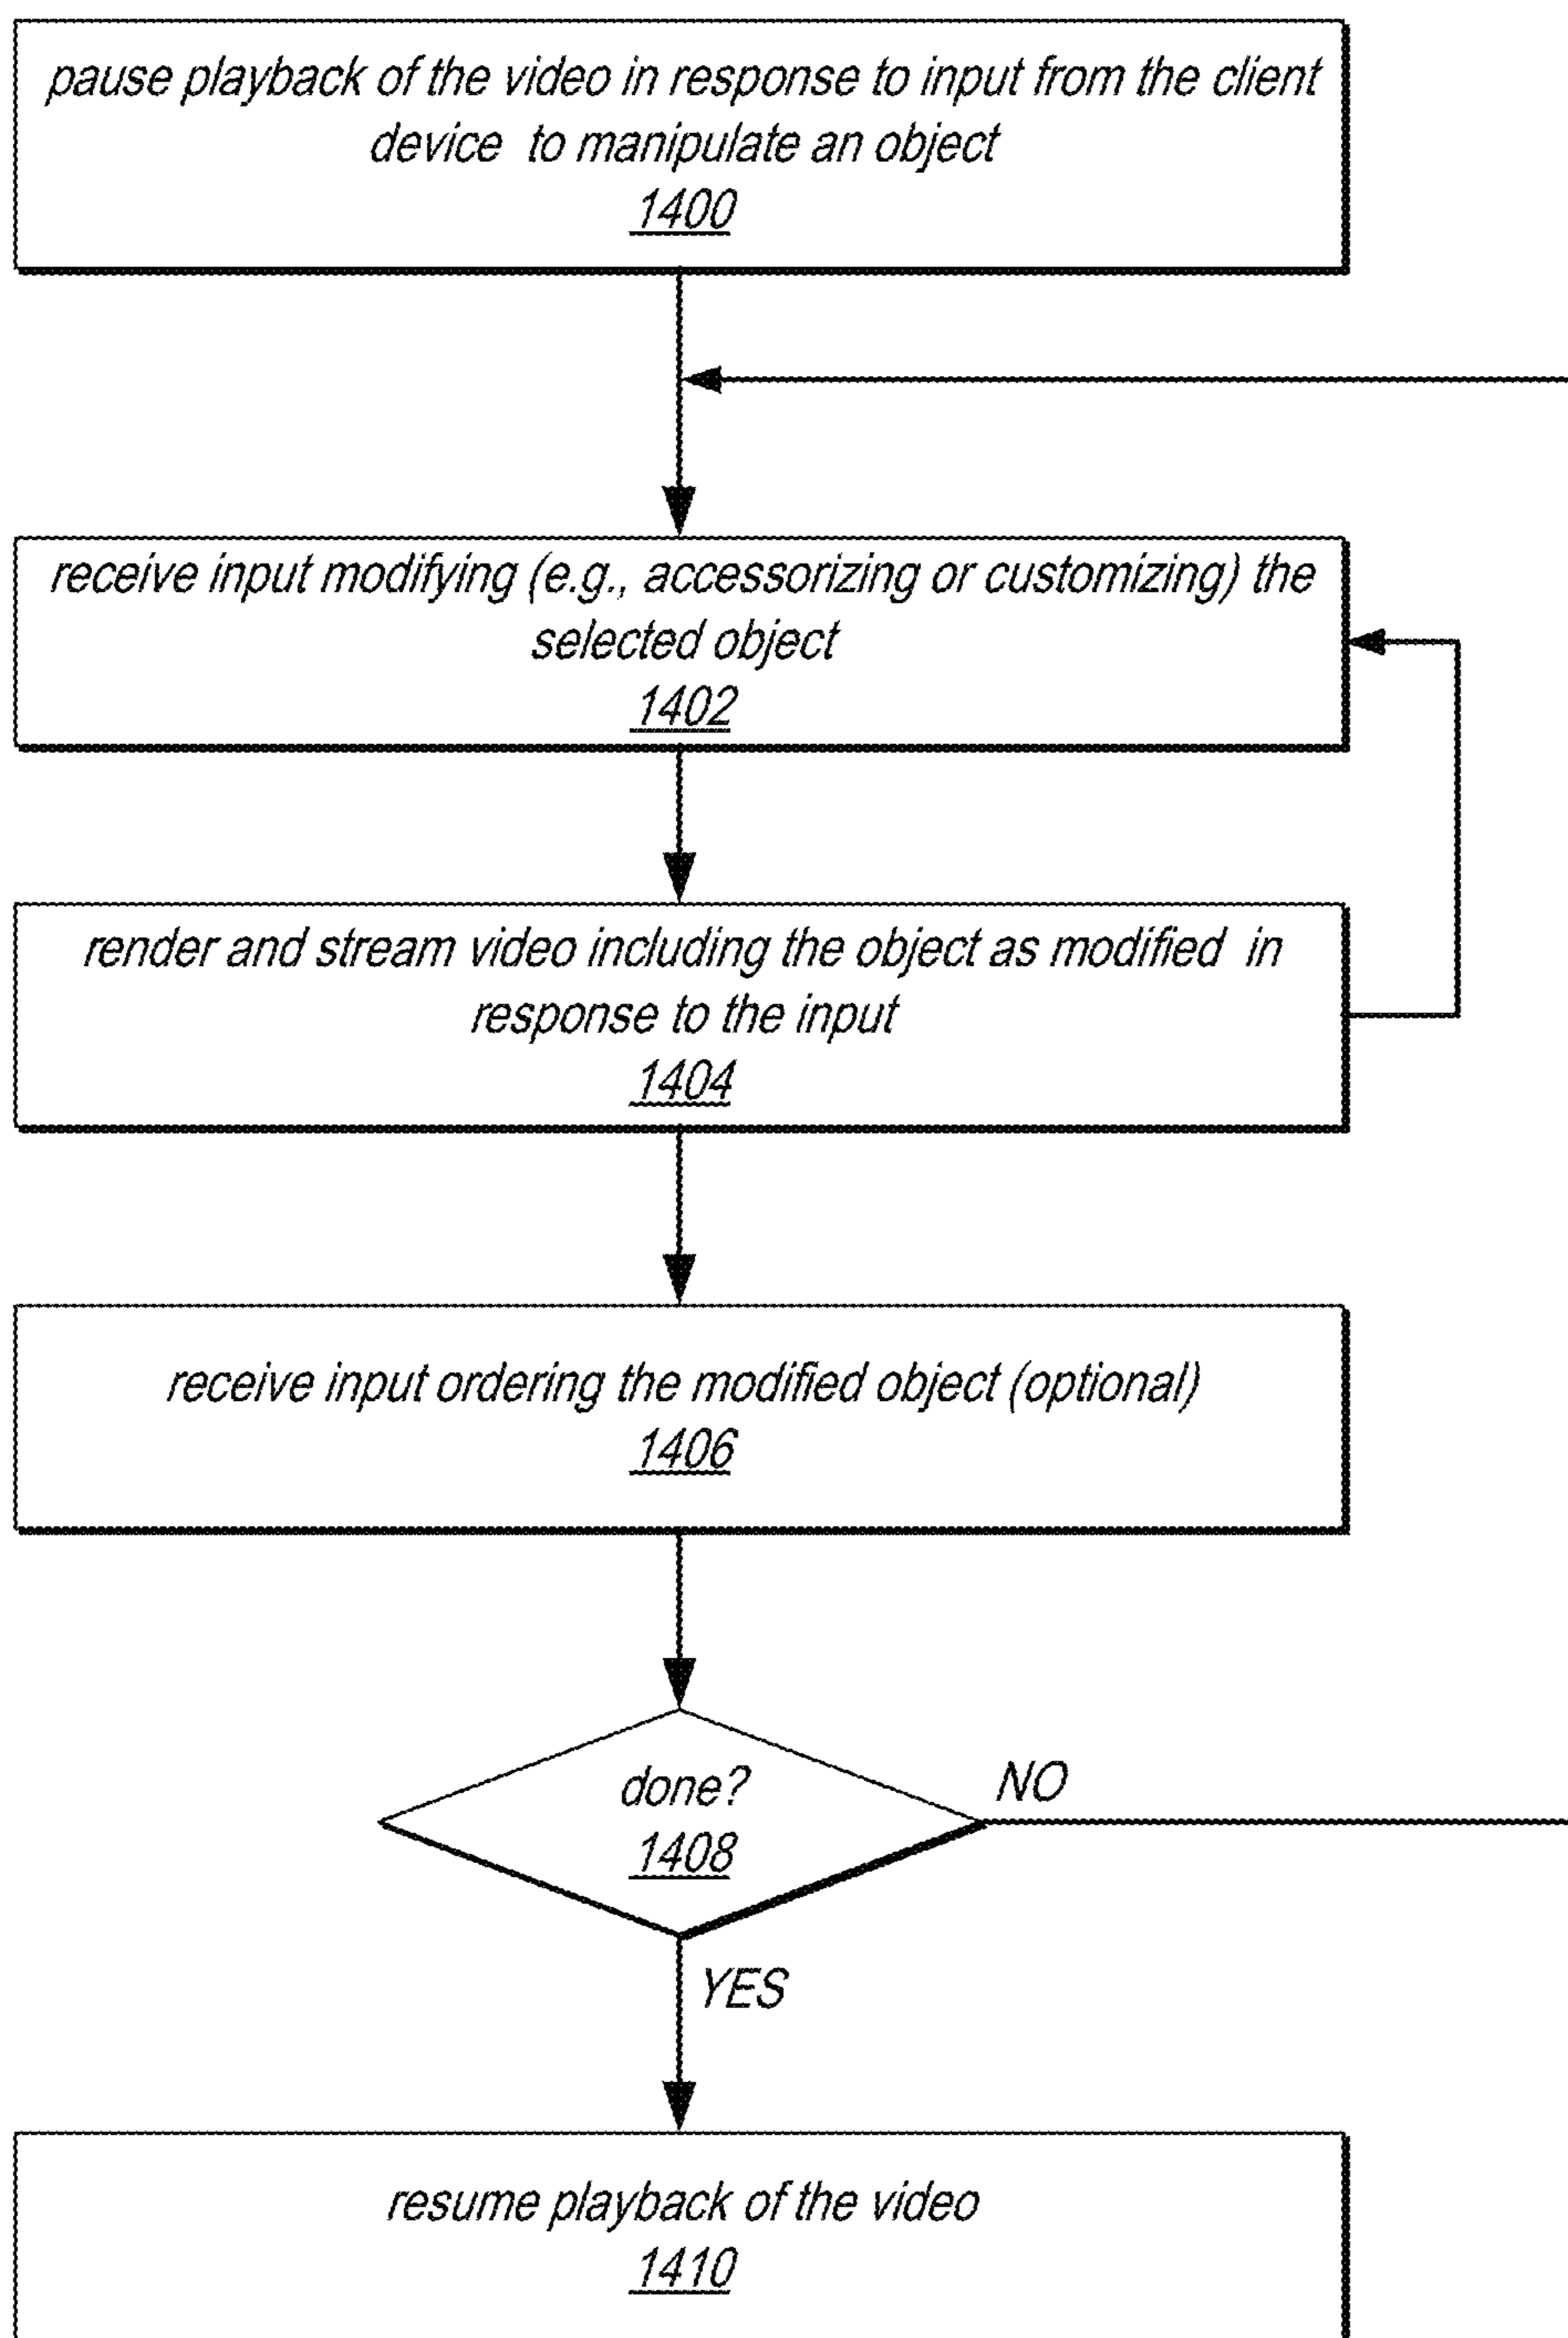 pause playback of the video in response to input from the client
device to manipulate an object
1400
receive input modifying (e.g., accessorizing or customizing) the
selected object
1402
render and stream video including the object as modified in
response to the input
1404
receive input ordering the modified object (optional)
1406
done?
1408
NO
YES
resume playback of the video
1410